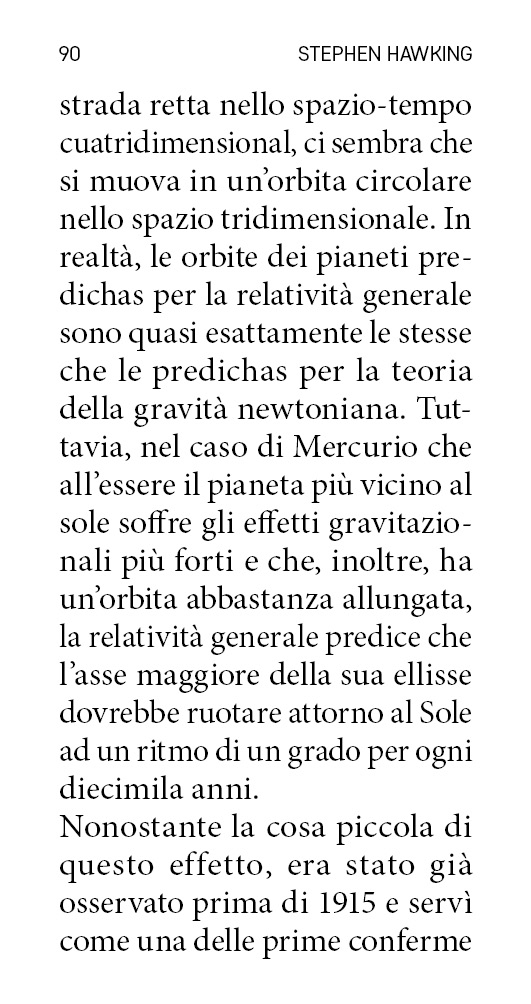 90 STEPHEN HAWKING
strada retta nello spazio-tempo
cuatridimensional, ci sembra che
si muova in un’orbita circolare
nello spazio tridimensionale. In
realtà, le orbite dei pianeti pre-
dichas per la relatività generale
sono quasi esattamente le stesse
che le predichas per la teoria
della gravità newtoniana. Tut-
tavia, nel caso di Mercurio che
all’essere il pianeta più vicino al
sole soffre gli effetti gravitazio-
nali più forti e che, inoltre, ha
un’orbita abbastanza allungata,
la relatività generale predice che
l’asse maggiore della sua ellisse
dovrebbe ruotare attorno al Sole
ad un ritmo di un grado per ogni
diecimila anni.
Nonostante la cosa piccola di
questo effetto, era stato già
osservato prima di 1915 e servì
come una delle prime conferme